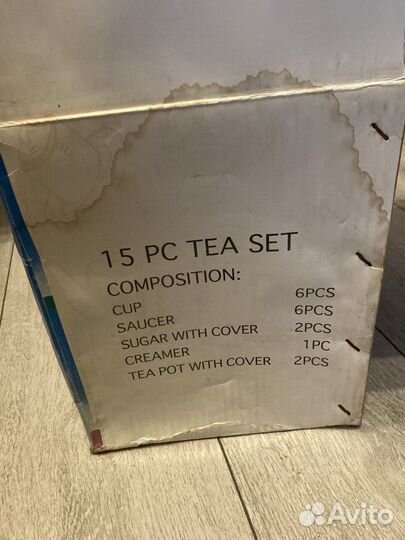 15 PC TEA SET
COMPOSITION:
CUP 6PCS
SAUCER 6PCS
SUGAR WITH COVER 2PCS
CREAMER 1PC
TEA POT WITH COVER 2PCS
Avito